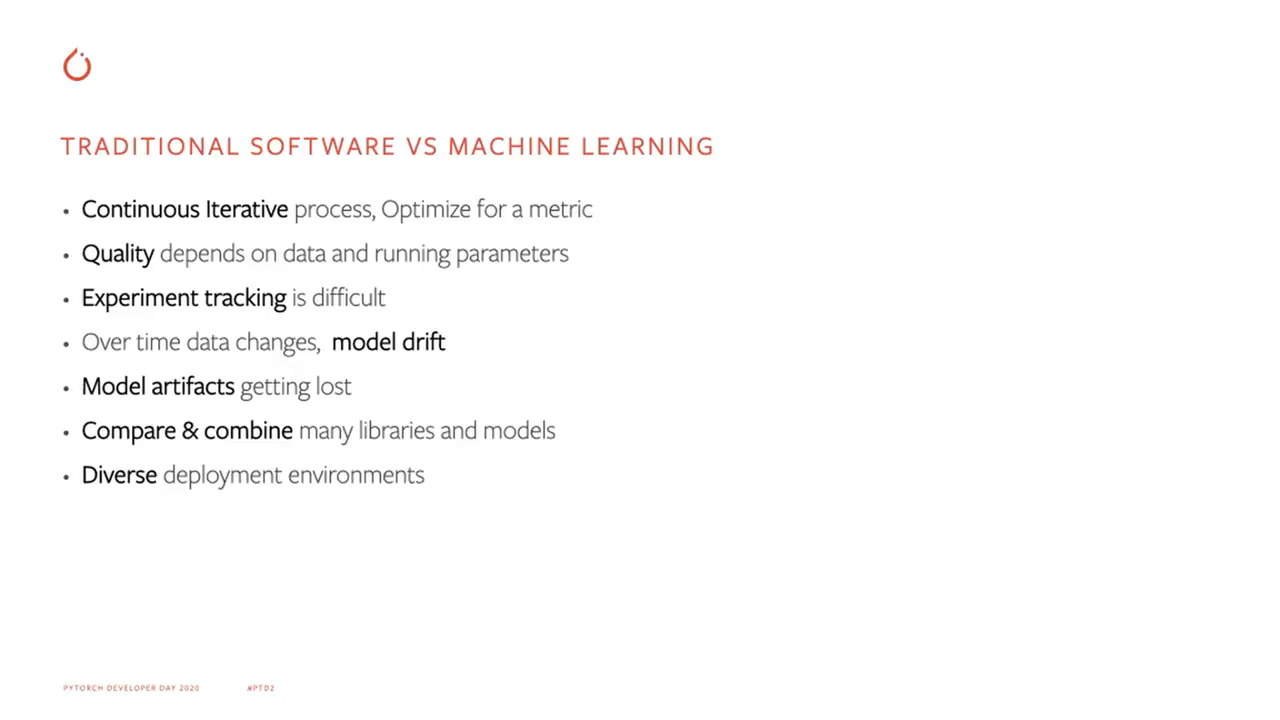 TRADITIONAL SOFTWARE VS MACHINE LEARNING
• Continuous Iterative process, Optimize for a metric
• Quality depends on data and running parameters
• Experiment tracking is difficult
• Over time data changes, model drift
• Model artifacts getting lost
• Compare & combine many libraries and models
• Diverse deployment environments
PYTORCH DEVELOPER DAY 2020 #PTD2